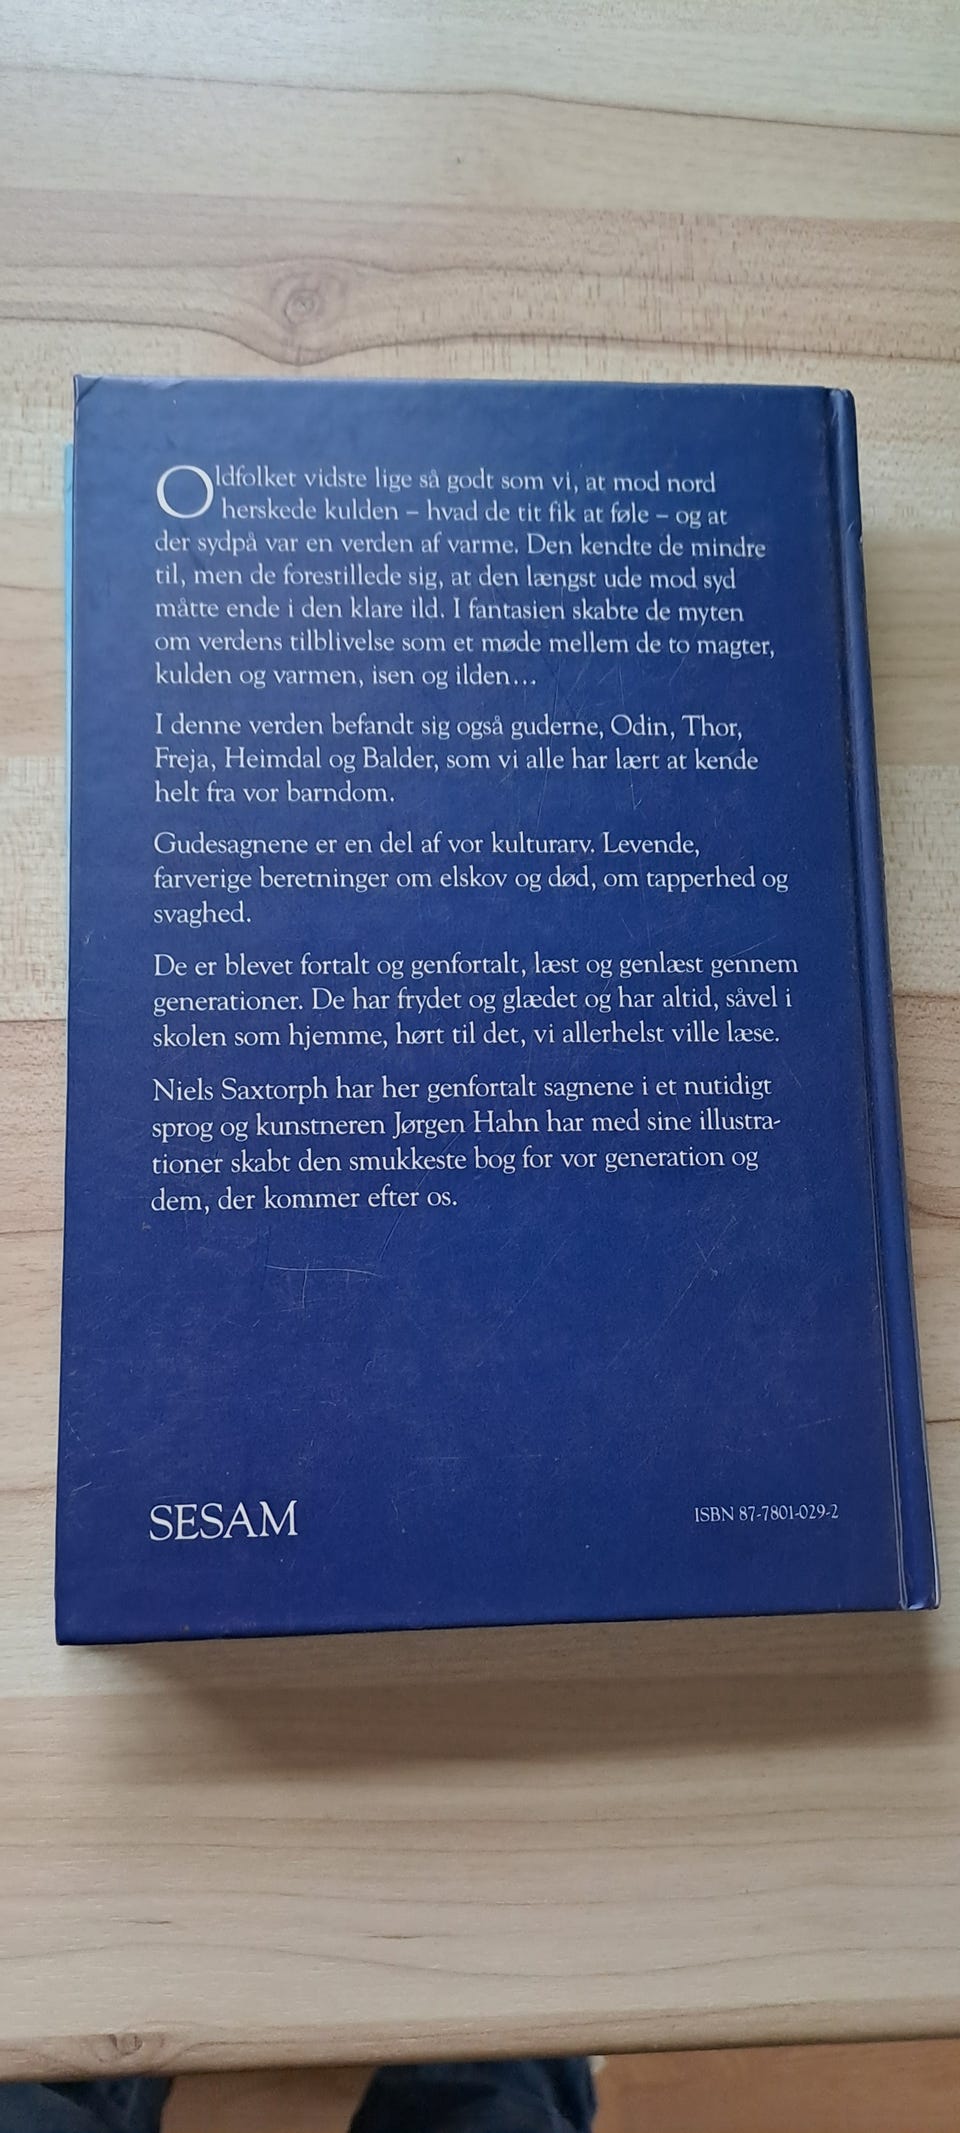 Oldfolket vidste lige så godt som vi, at mod nord
herskede kulden – hvad de tit fik at føle – og at
der sydpå var en verden af varme. Den kendte de mindre
til, men de forestillede sig, at den længst ude mod syd
måtte ende i den klare ild. I fantasien skabte de myten
om verdens tilblivelse som et møde mellem de to magter,
kulden og varmen, isen og ilden...
I denne verden befandt sig også guderne, Odin, Thor,
Freja, Heimdal og Balder, som vi alle har lært at kende
helt fra vor barndom.
Gudesagnene er en del af vor kulturarv. Levende,
farverige beretninger om elskov og død, om tapperhed og
svaghed.
De er blevet fortalt og genfortalt, læst og genlæst gennem
generationer. De har frydet og glædet og har altid, såvel i
skolen som hjemme, hørt til det, vi allerhelst ville læse.
Niels Saxtorph har her genfortalt sagnene i et nutidigt
sprog og kunstneren Jørgen Hahn har med sine illustra-
tioner skabt den smukkeste bog for vor generation og
dem, der kommer efter os.
SESAM
ISBN 87-7801-029-2